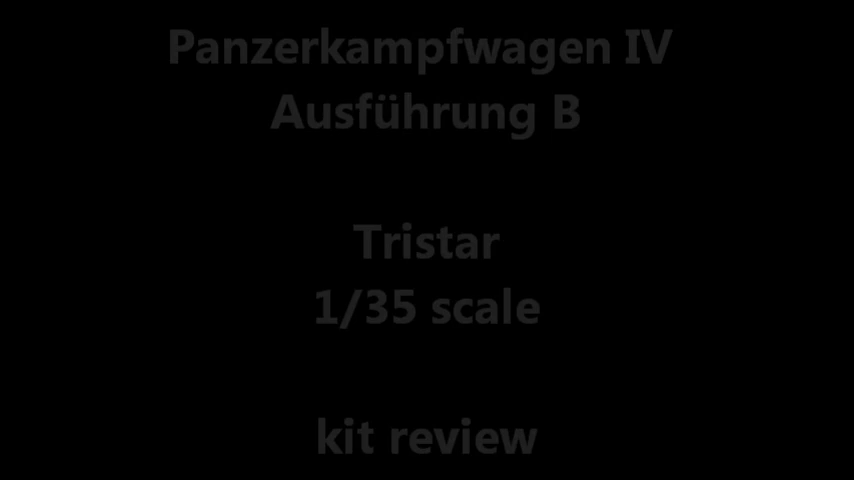 Panzerkampfwagen IV
Ausführung B
Tristar
1/35 scale
kit review